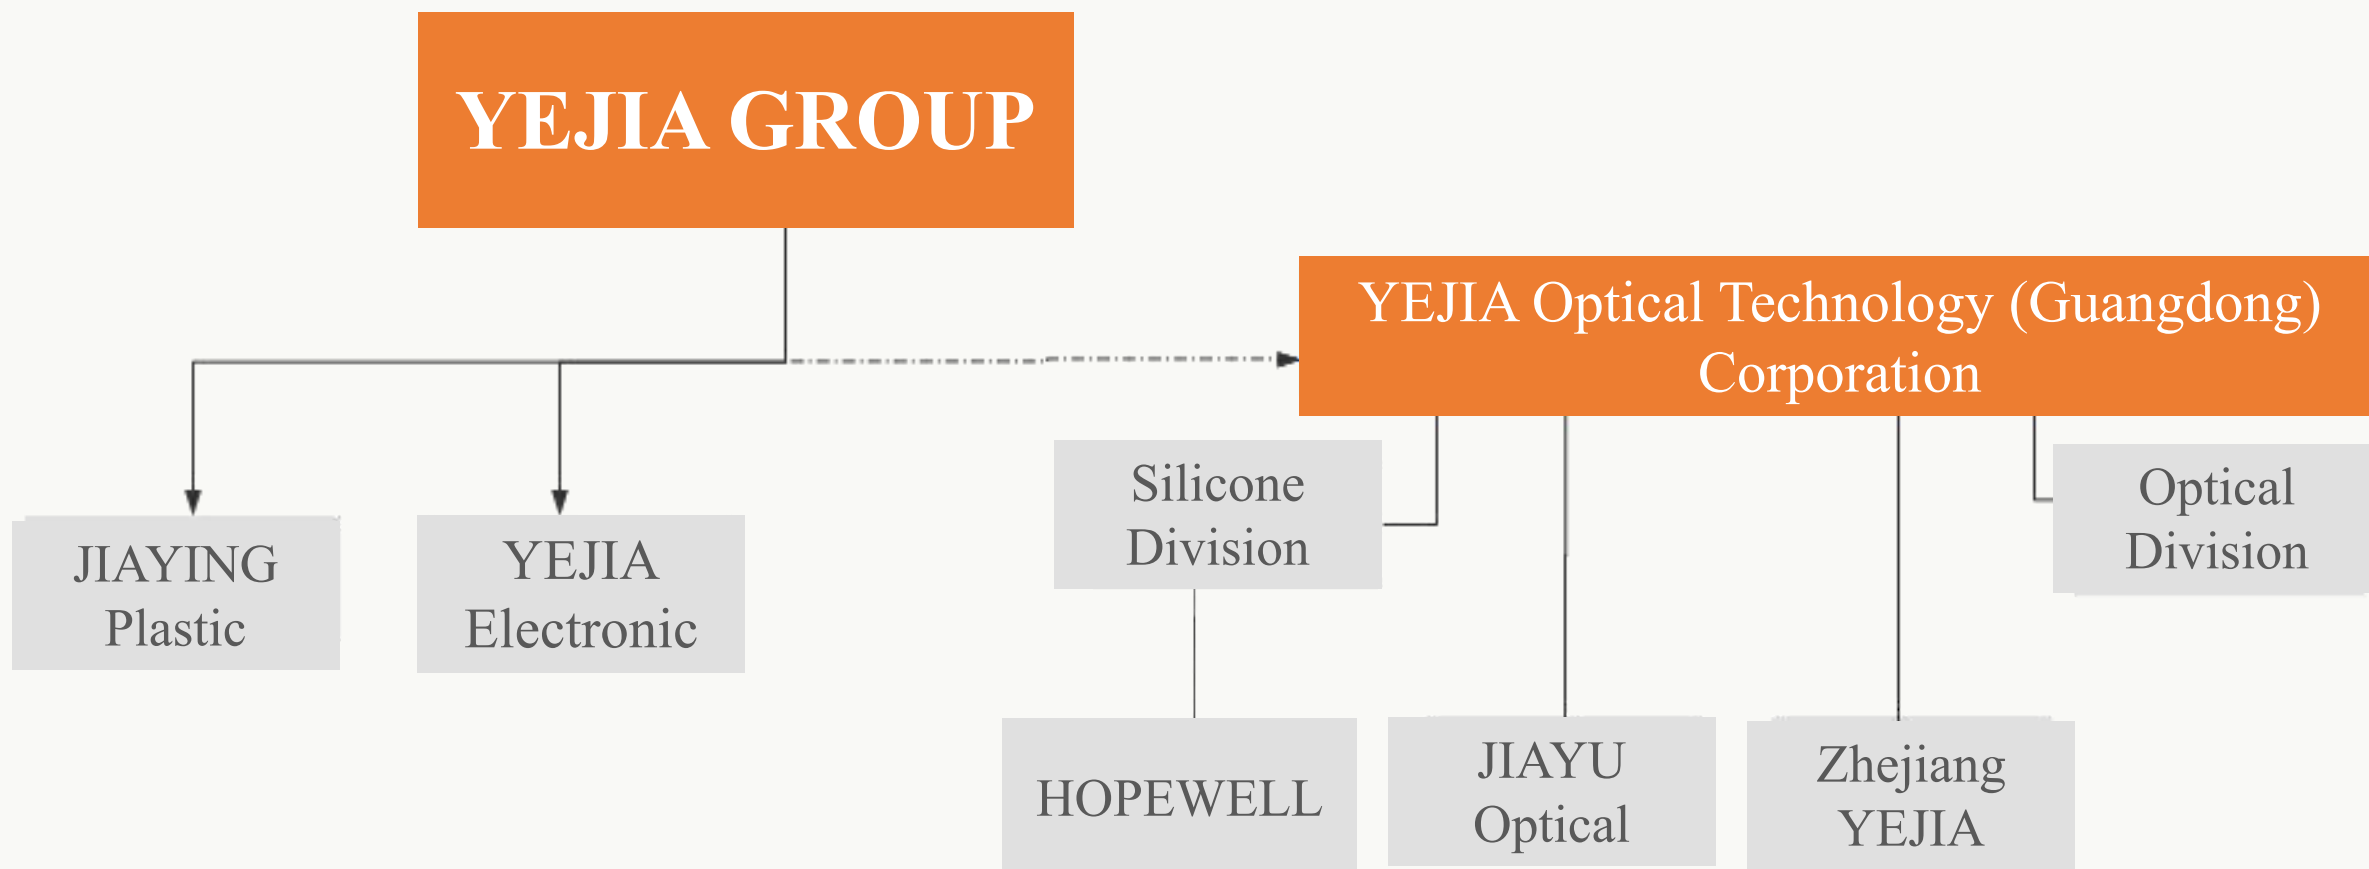 YEJIA GROUP
YEJIA Optical Technology (Guangdong)
Corporation
JIAYING
Plastic
YEJIA
Electronic
Silicone
Division
Optical
Division
HOPEWELL
JIAYU
Optical
Zhejiang
YEJIA